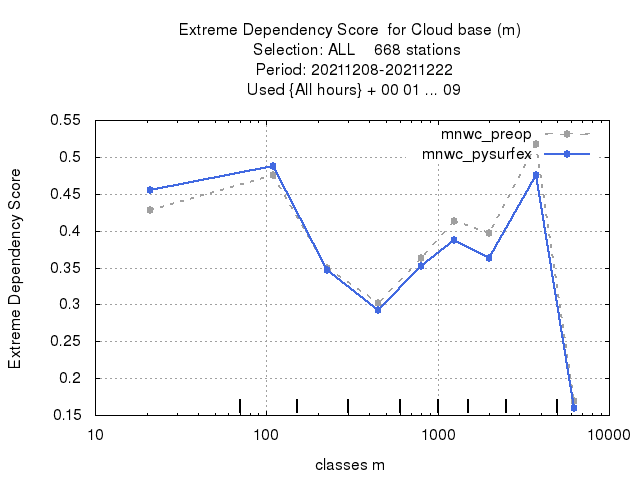 Extreme Dependency Score  for Cloud base (m)
Selection: ALL    668 stations
Period: 20211208-20211222
Used {All hours} + 00 01 ... 09
mnwc_preop
mnwc_pysurfex
Extreme Dependency Score
0.55
0.5
0.45
0.4
0.35
0.3
0.25
0.2
0.15
10 100 1000 10000
classes m